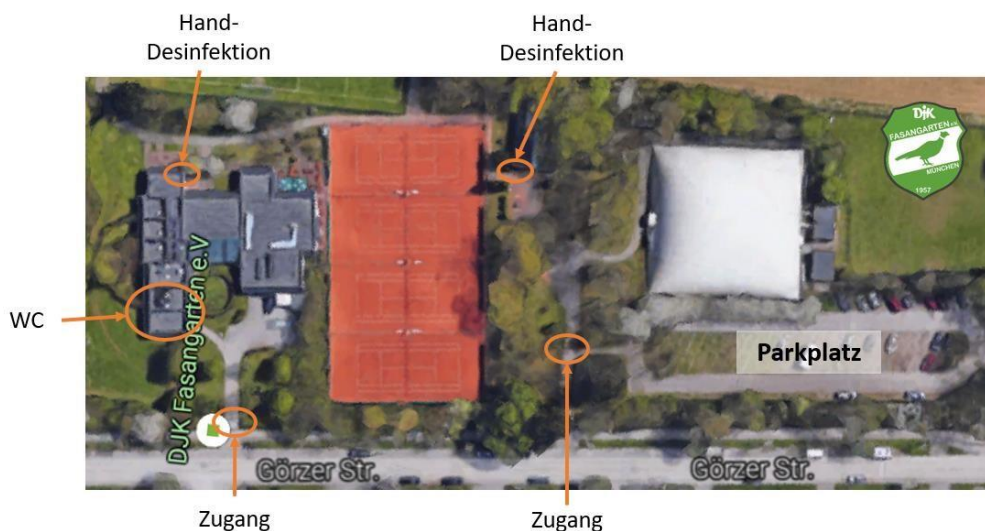 Hand-
Desinfektion
Hand-
Desinfektion
DJK
FASANGARTEN e.V.
MÜNCHEN
1957
WC
DJK Fasangarten e.V
Parkplatz
Görzer Str.
Görzer Str.
Zugang
Zugang